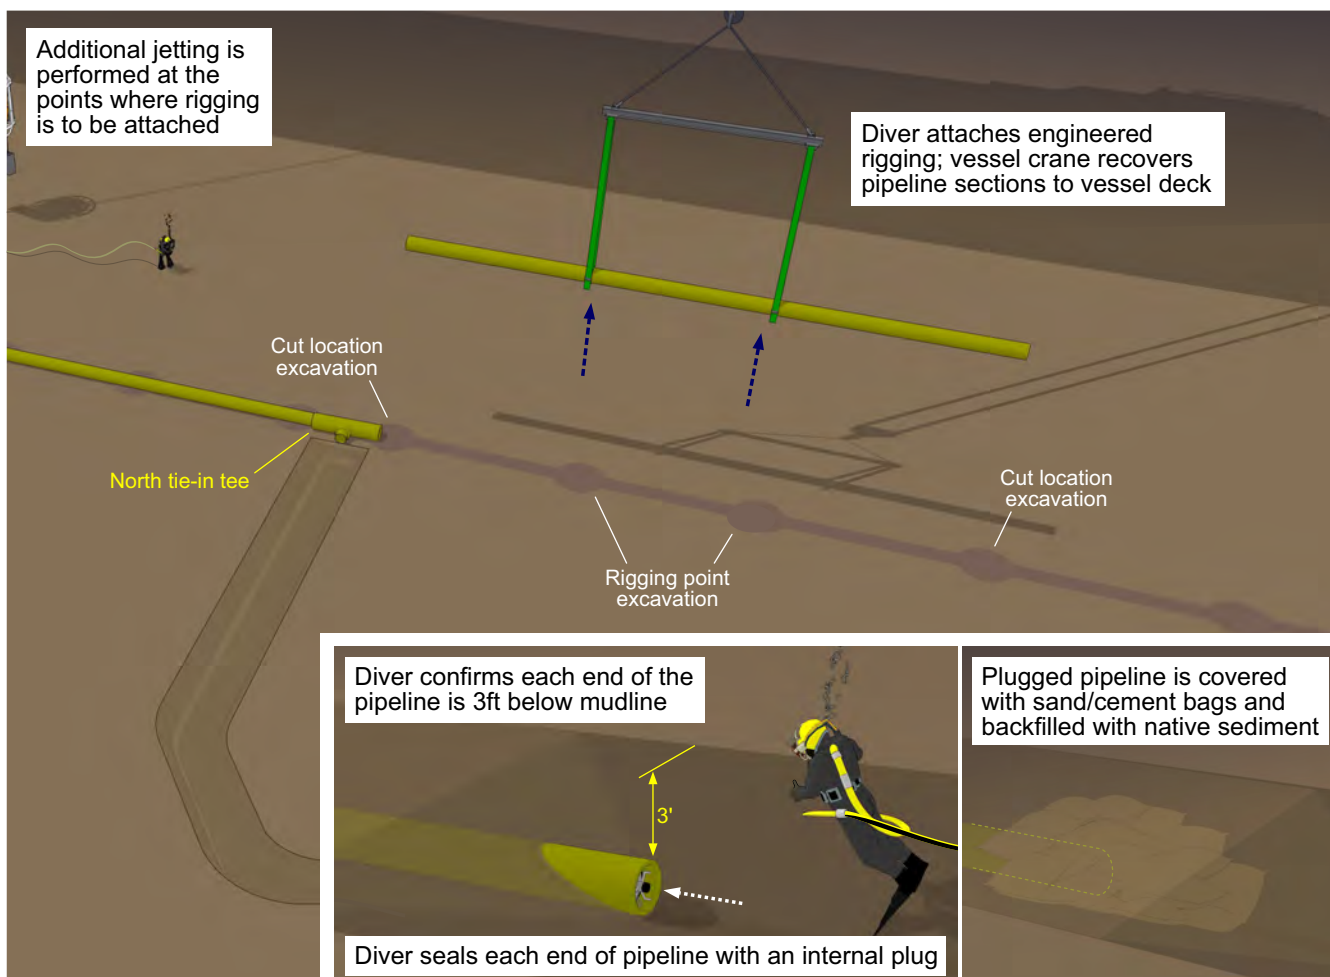 Additional jetting is
performed at the
points where rigging
is to be attached
Diver attaches engineered
rigging; vessel crane recovers
pipeline sections to vessel deck
Cut location
excavation
North tie-in tee
Cut location
excavation
Rigging point
excavation
Diver confirms each end of the
pipeline is 3ft below mudline
3'
Diver seals each end of pipeline with an internal plug
Plugged pipeline is covered
with sand/cement bags and
backfilled with native sediment